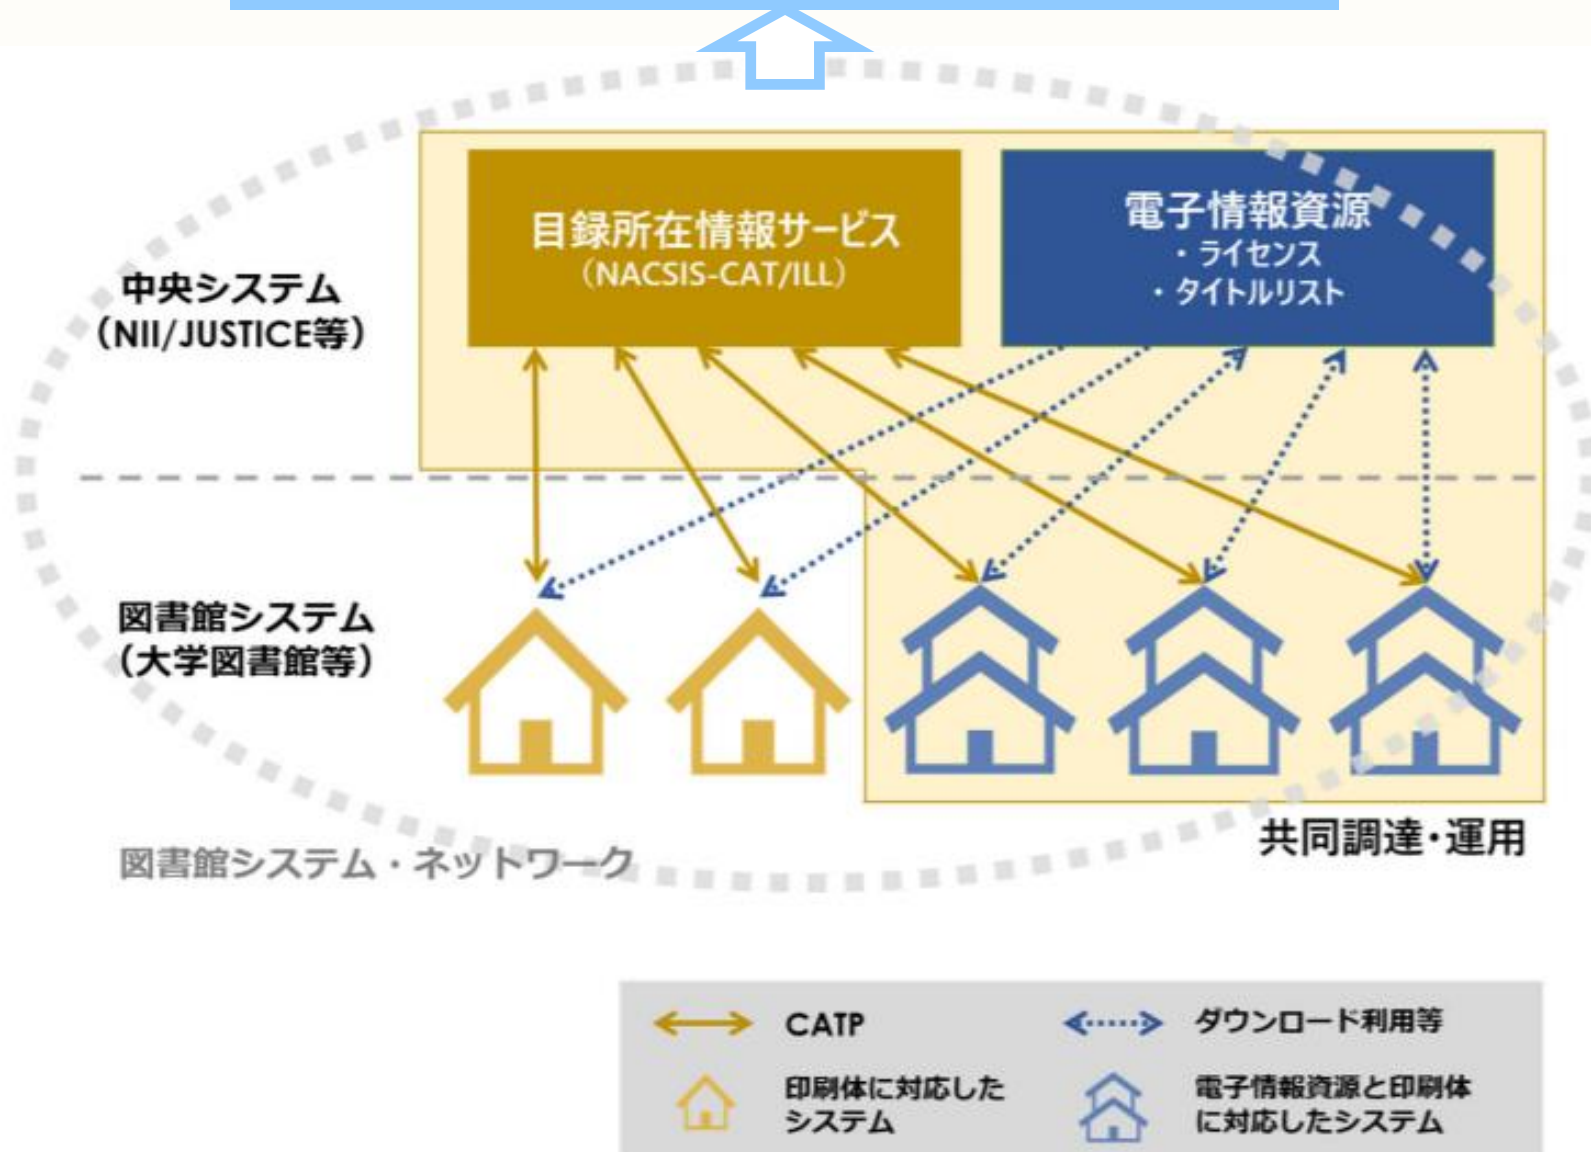 目録所在情報サービス
（NACSIS-CAT/ILL）
電子情報資源
・ライセンス
・タイトルリスト
中央システム
（NII/JUSTICE等）
図書館システム
（大学図書館等）
共同調達・運用
図書館システム・ネットワーク
CATP
ダウンロード利用等
印刷体に対応した
システム
電子情報資源と印刷体
に対応したシステム